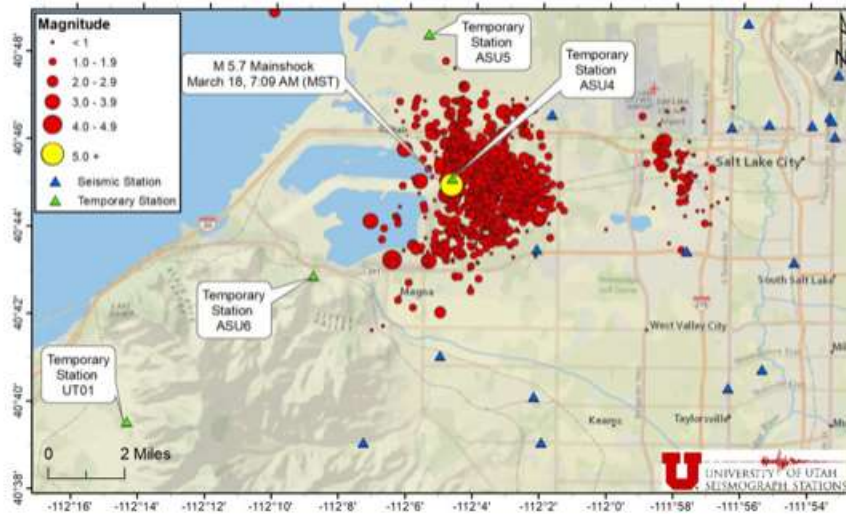 Magnitude
< 1
1.0 - 1.9
2.0 - 2.9
3.0 - 3.9
4.0 - 4.9
5.0 +
Seismic Station
Temporary Station
M 5.7 Mainshock
March 18, 7:09 AM (MST)
Temporary
Station
ASU5
Temporary
Station
ASU4
Temporary
Station
ASU6
Temporary
Station
UT01
Salt Lake City
South Salt Lake
West Valley City
Magna
Kearns
Taylorsville
0 2 Miles
UNIVERSITY OF UTAH
SEISMOGRAPH STATIONS
40°48'
40°46'
40°44'
40°42'
40°40'
40°38'
-112°16'
-112°14'
-112°12'
-112°10'
-112°8'
-112°6'
-112°4'
-112°2'
-112°0'
-111°58'
-111°56'
-111°54'